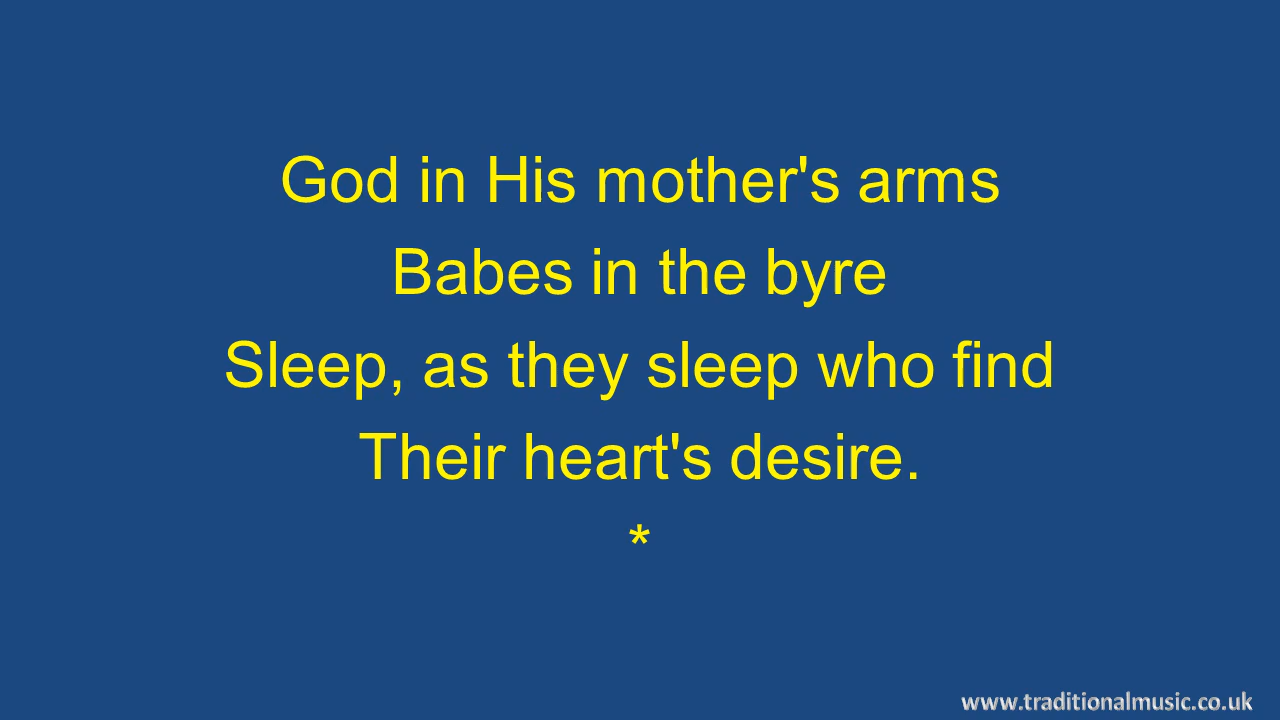 God in His mother's arms
Babes in the byre
Sleep, as they sleep who find
Their heart's desire.
*
www.traditionalmusic.co.uk